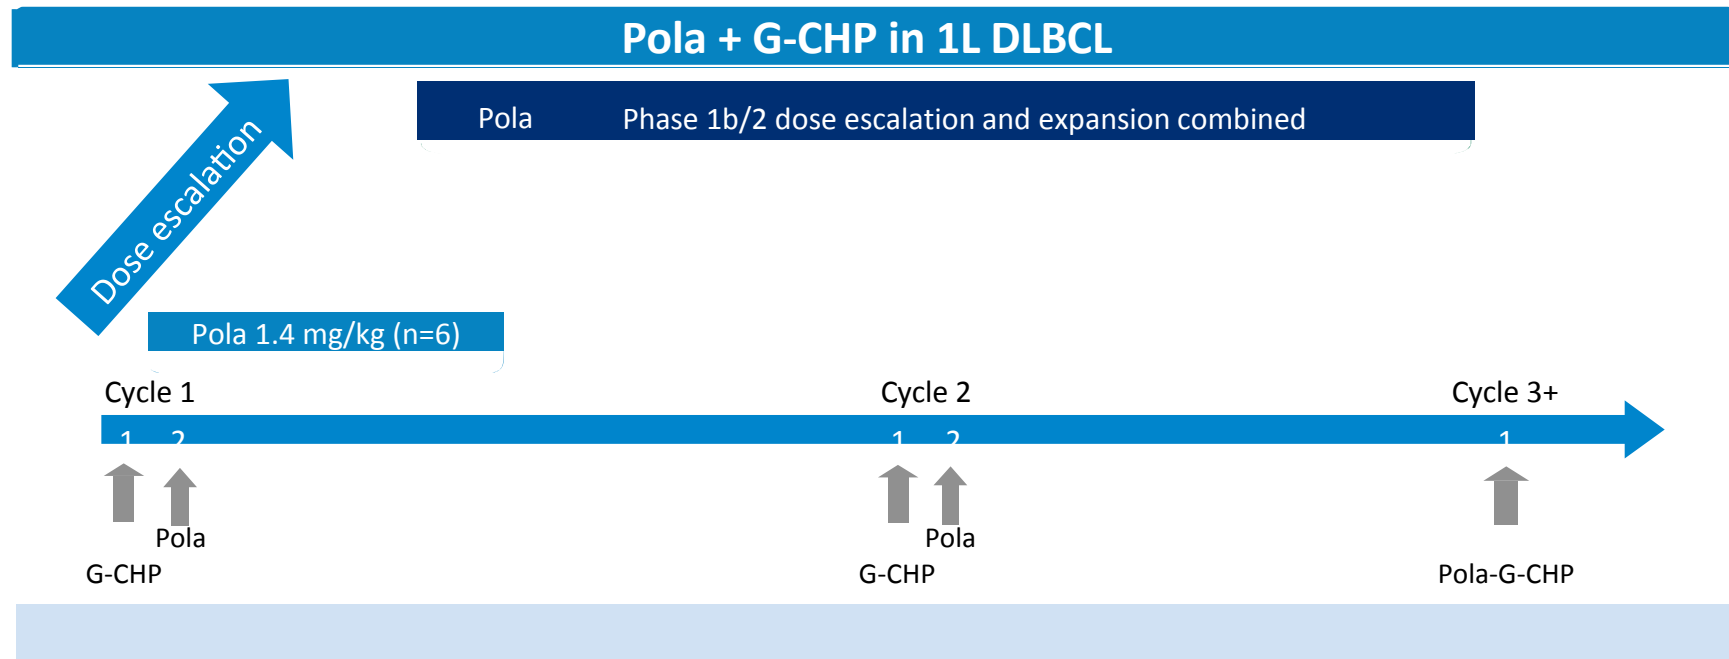 Pola + G-CHP in 1L DLBCL
Pola Phase 1b/2 dose escalation and expansion combined
Dose escalation
Pola 1.4 mg/kg (n=6)
Cycle 1 Cycle 2 Cycle 3+
1 2 1 2 1
Pola Pola
G-CHP G-CHP Pola-G-CHP